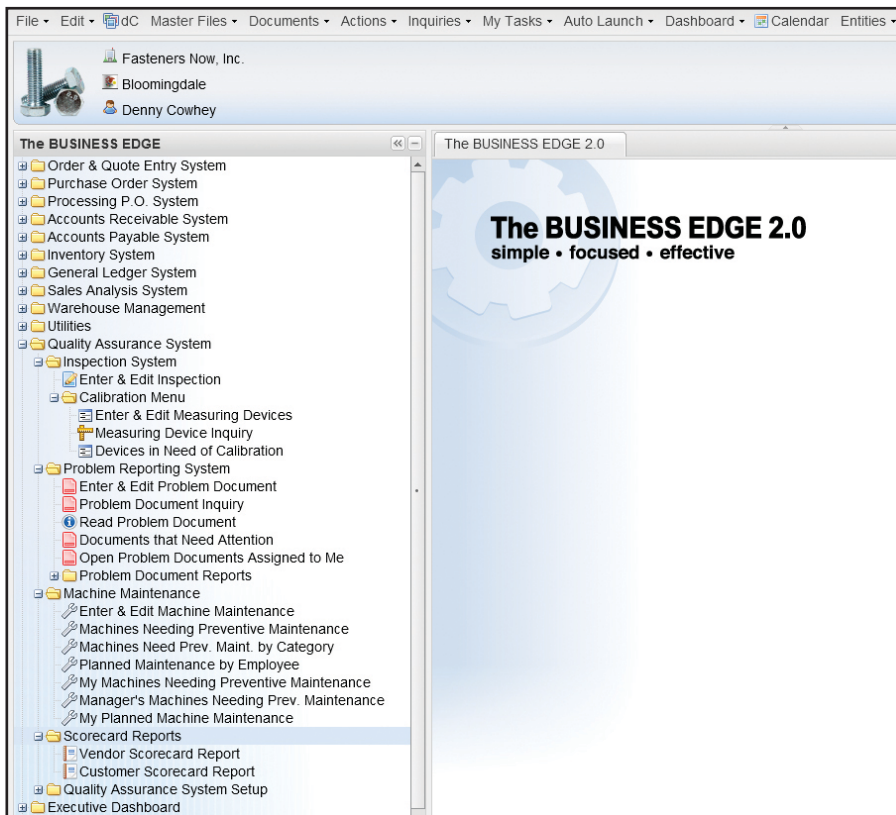 File Edit dC Master Files Documents Actions Inquiries My Tasks Auto Launch Dashboard Calendar Entities
Fasteners Now, Inc.
Bloomingdale
Denny Cowhey
The BUSINESS EDGE
The BUSINESS EDGE 2.0
Order & Quote Entry System
Purchase Order System
Processing P.O. System
Accounts Receivable System
Accounts Payable System
Inventory System
General Ledger System
Sales Analysis System
Warehouse Management
Utilities
Quality Assurance System
Inspection System
Enter & Edit Inspection
Calibration Menu
Enter & Edit Measuring Devices
Measuring Device Inquiry
Devices in Need of Calibration
Problem Reporting System
Enter & Edit Problem Document
Problem Document Inquiry
Read Problem Document
Documents that Need Attention
Open Problem Documents Assigned to Me
Problem Document Reports
Machine Maintenance
Enter & Edit Machine Maintenance
Machines Needing Preventive Maintenance
Machines Need Prev. Maint. by Category
Planned Maintenance by Employee
My Machines Needing Preventive Maintenance
Manager's Machines Needing Prev. Maintenance
My Planned Machine Maintenance
Scorecard Reports
Vendor Scorecard Report
Customer Scorecard Report
Quality Assurance System Setup
Executive Dashboard
The BUSINESS EDGE 2.0
simple • focused • effective